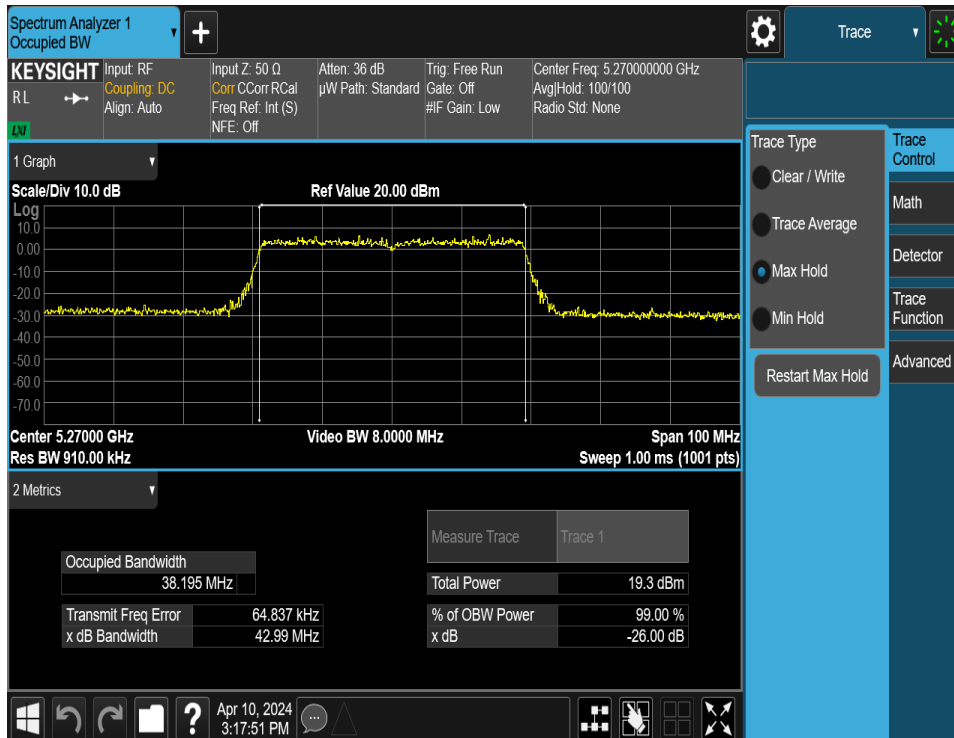 Spectrum Analyzer 1
Occupied BW
+
Trace
KEYSIGHT
R L
LXI
Input: RF
Coupling: DC
Align: Auto
Input Z: 50 Ω
Corr CCorr RCal
Freq Ref: Int (S)
NFE: Off
Atten: 36 dB
µW Path: Standard
Trig: Free Run
Gate: Off
#IF Gain: Low
Center Freq: 5.270000000 GHz
Avg|Hold: 100/100
Radio Std: None
1 Graph
Scale/Div 10.0 dB
Ref Value 20.00 dBm
Log
10.0
0.00
-10.0
-20.0
-30.0
-40.0
-50.0
-60.0
-70.0
Center 5.27000 GHz
Video BW 8.0000 MHz
Span 100 MHz
Res BW 910.00 kHz
Sweep 1.00 ms (1001 pts)
2 Metrics
Measure Trace
Trace 1
Occupied Bandwidth
38.195 MHz
Total Power
19.3 dBm
Transmit Freq Error
64.837 kHz
% of OBW Power
99.00 %
x dB Bandwidth
42.99 MHz
x dB
-26.00 dB
Trace Type
Clear / Write
Trace Average
Max Hold
Min Hold
Restart Max Hold
Trace
Control
Math
Detector
Trace
Function
Advanced
?
Apr 10, 2024
3:17:51 PM